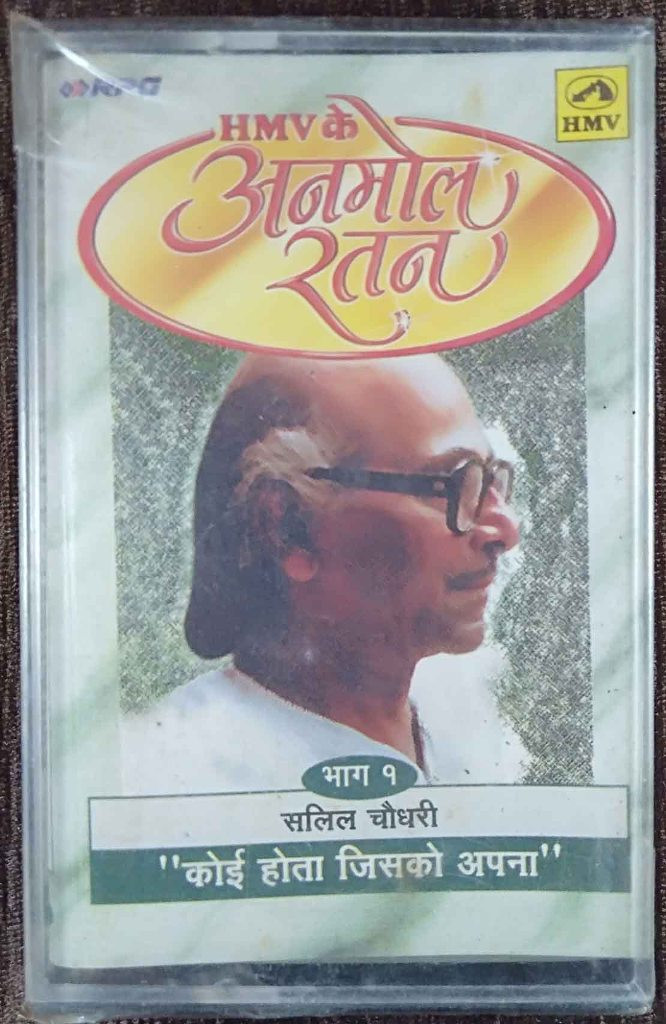 RPG
HMV
HMV के
अनमोल
रतन
भाग १
सलिल चौधरी
"कोई होता जिसको अपना"